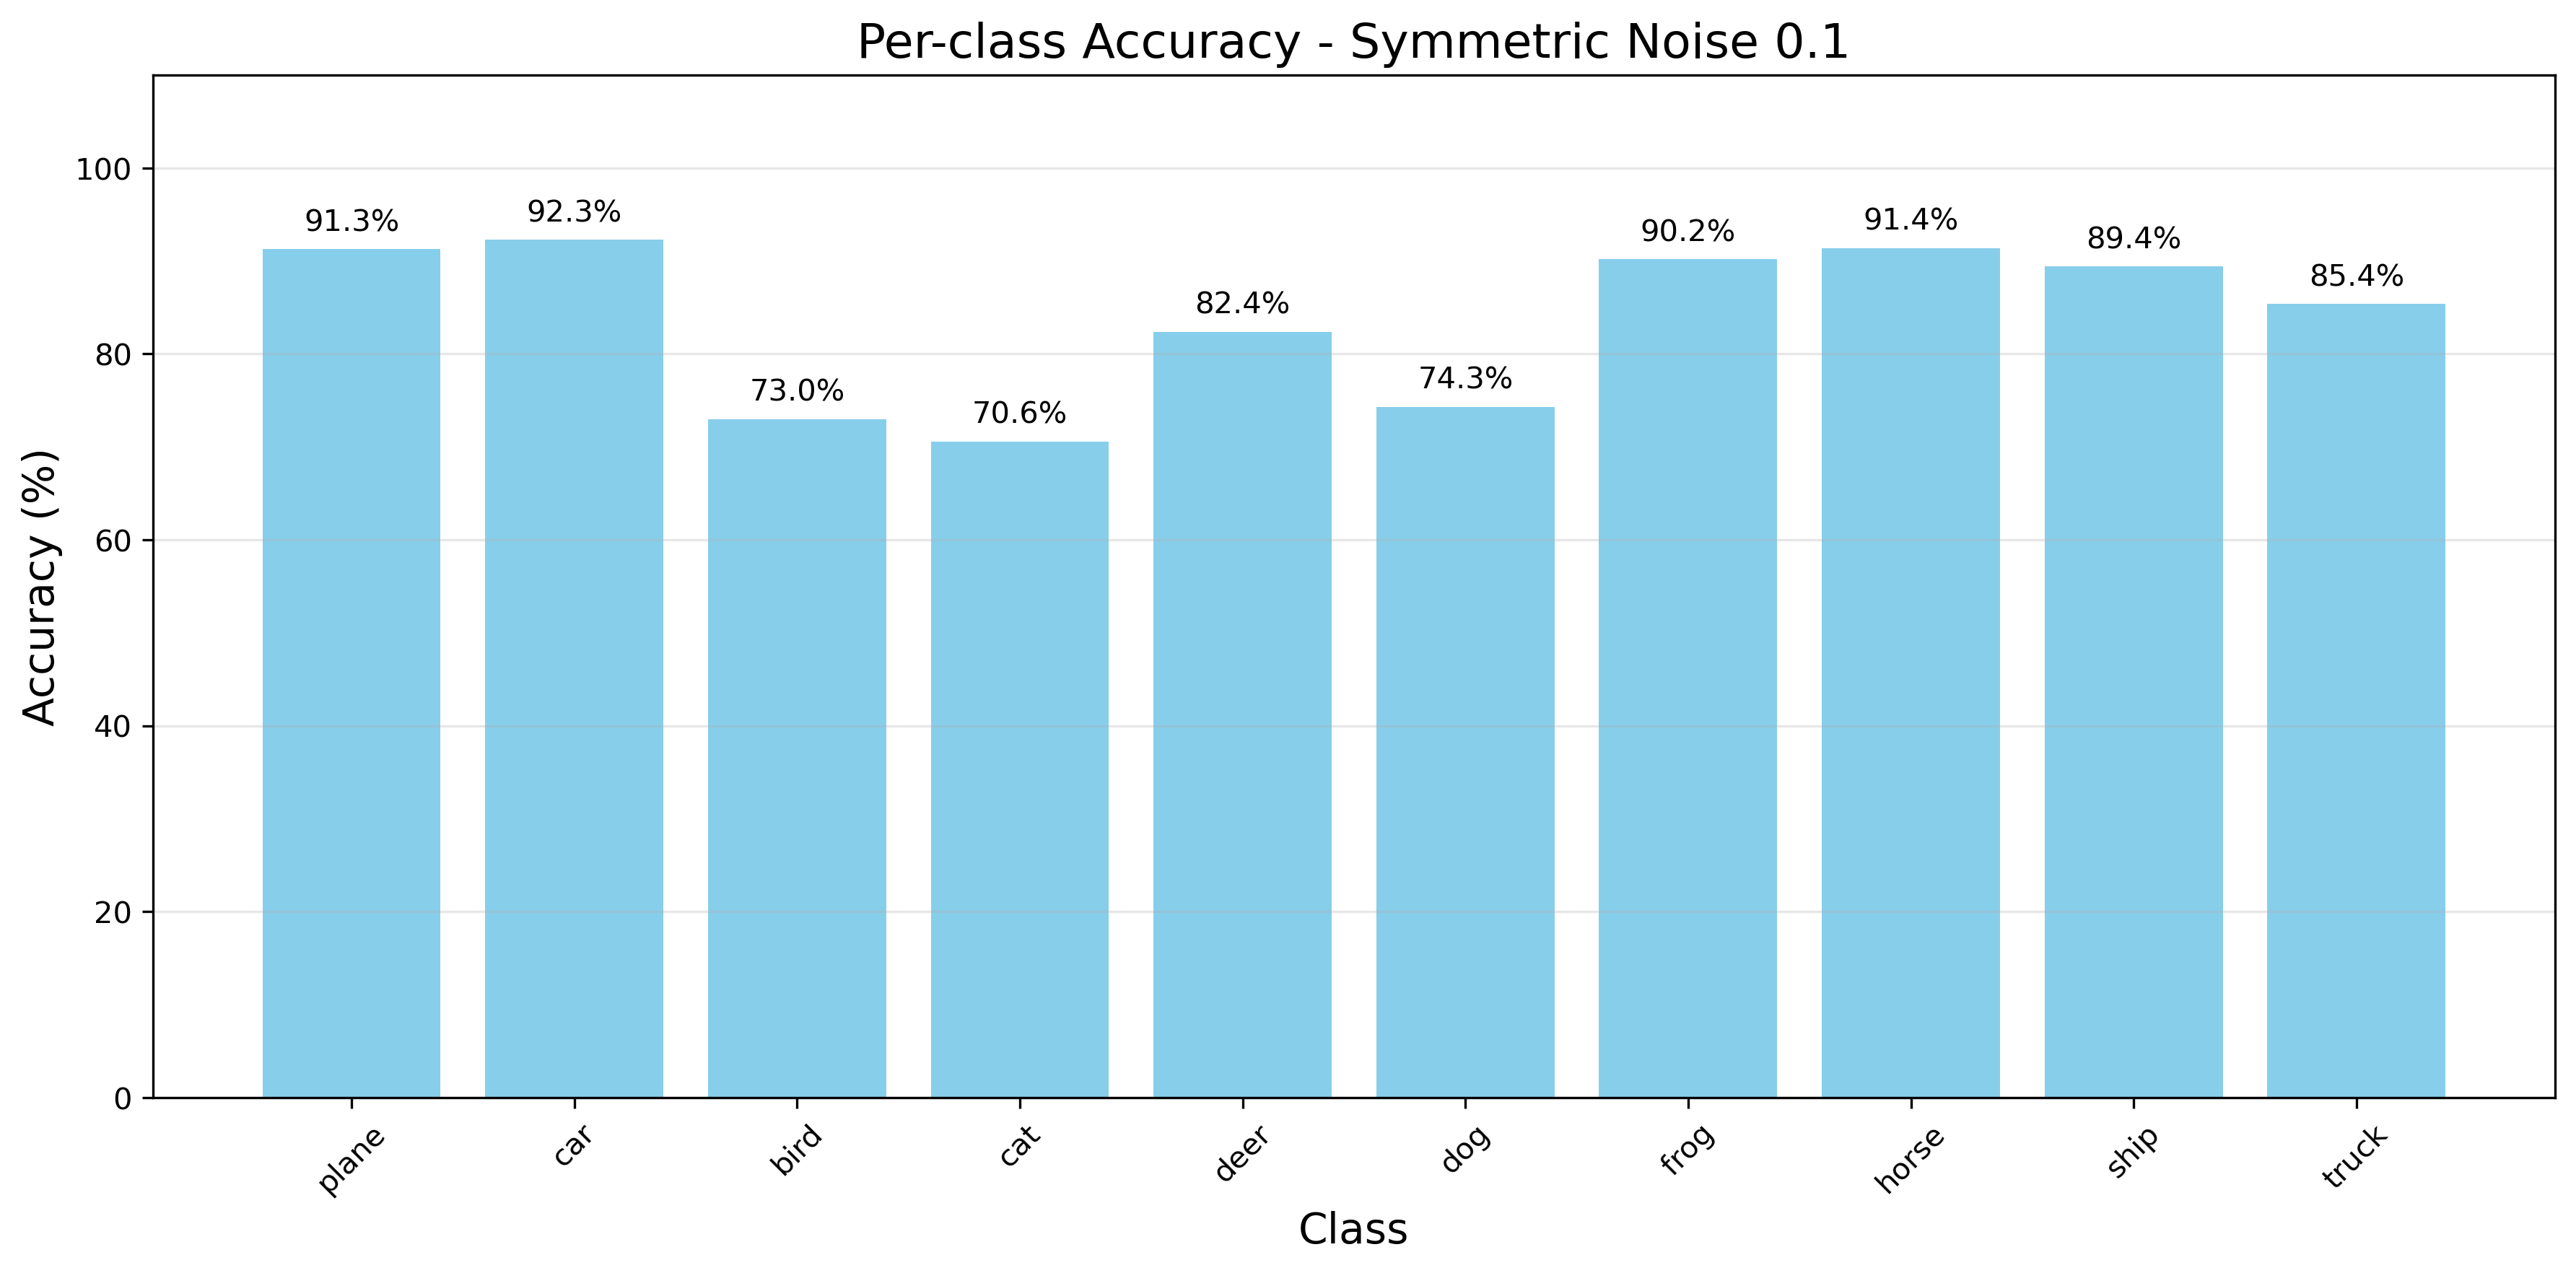 Per-class Accuracy - Symmetric Noise 0.1
Accuracy (%)
100
80
60
40
20
0
91.3%
92.3%
73.0%
70.6%
82.4%
74.3%
90.2%
91.4%
89.4%
85.4%
plane
car
bird
cat
deer
dog
frog
horse
ship
truck
Class